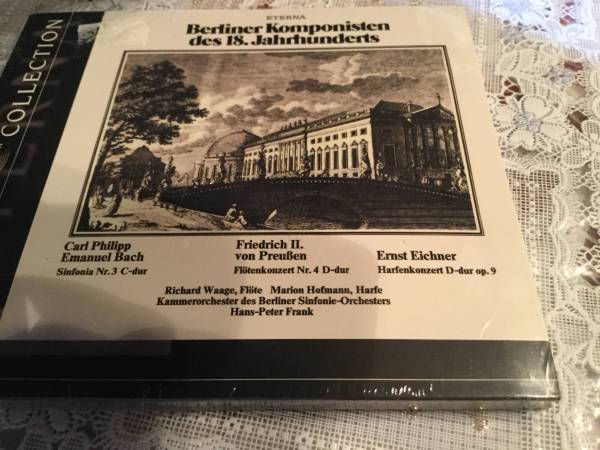 COLLECTION
ETERNA
Berliner Komponisten
des 18. Jahrhunderts
Carl Philipp
Emanuel Bach
Sinfonia Nr. 3 C-dur
Friedrich II.
von Preußen
Flötenkonzert Nr. 4 D-dur
Ernst Eichner
Harfenkonzert D-dur op. 9
Richard Waage, Flöte Marion Hofmann, Harfe
Kammerorchester des Berliner Sinfonie-Orchesters
Hans-Peter Frank